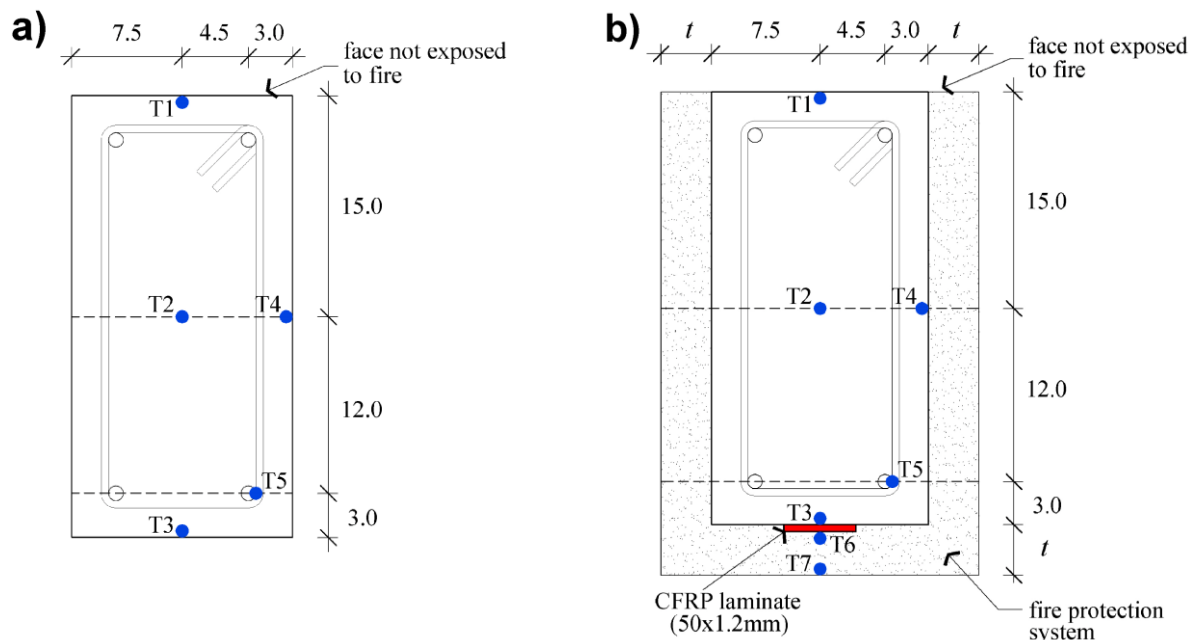 a)
7.5 4.5 3.0
face not exposed
to fire
T1
15.0
T2 T4
12.0
T5
T3
3.0
b)
t 7.5 4.5 3.0 t
face not exposed
to fire
T1
15.0
T2 T4
12.0
T5
T3
3.0
T6
T7
t
CFRP laminate
(50x1.2mm)
fire protection
system